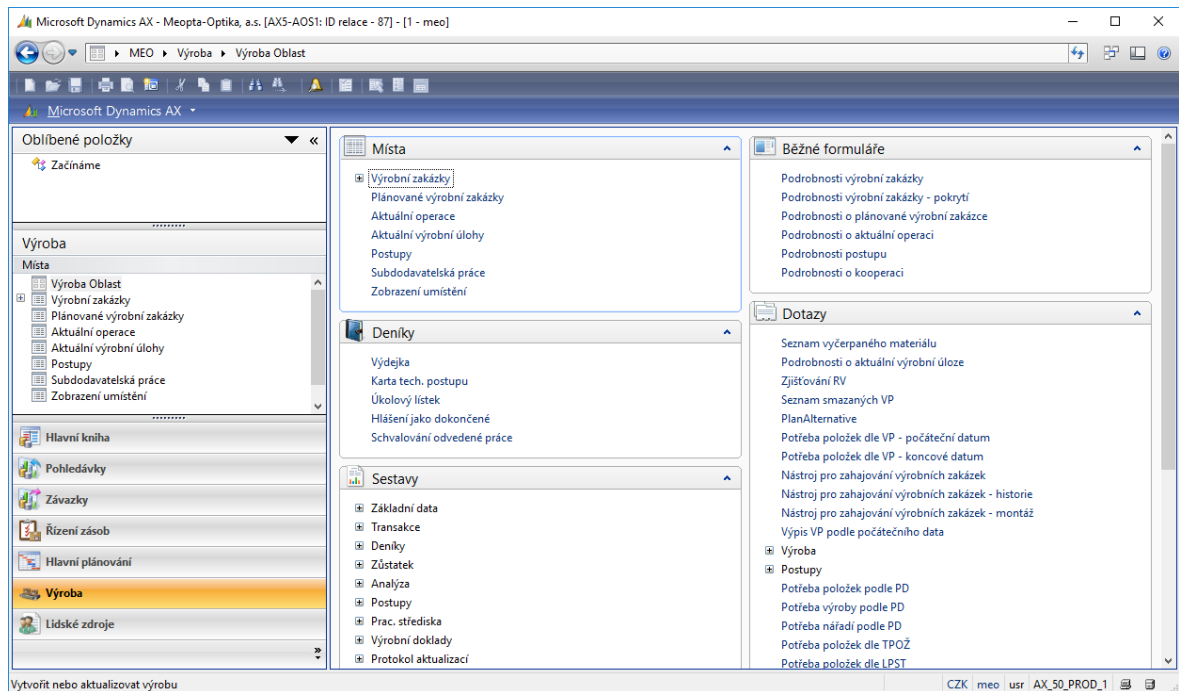 Microsoft Dynamics AX - Meopta-Optika, a.s. [AX5-AOS1: ID relace - 87] - [1 - meo]
MEO ▸ Výroba ▸ Výroba Oblast
Microsoft Dynamics AX
Oblíbené položky
Začínáme
Výroba
Místa
Výroba Oblast
Výrobní zakázky
Plánované výrobní zakázky
Aktuální operace
Aktuální výrobní úlohy
Postupy
Subdodavatelská práce
Zobrazení umístění
Hlavní kniha
Pohledávky
Závazky
Řízení zásob
Hlavní plánování
Výroba
Lidské zdroje
Místa
Výrobní zakázky
Plánované výrobní zakázky
Aktuální operace
Aktuální výrobní úlohy
Postupy
Subdodavatelská práce
Zobrazení umístění
Deníky
Výdejka
Karta tech. postupu
Úkolový lístek
Hlášení jako dokončené
Schvalování odvedené práce
Sestavy
Základní data
Transakce
Deníky
Zůstatek
Analýza
Postupy
Prac. střediska
Výrobní doklady
Protokol aktualizací
Běžné formuláře
Podrobnosti výrobní zakázky
Podrobnosti výrobní zakázky - pokrytí
Podrobnosti o plánované výrobní zakázce
Podrobnosti o aktuální operaci
Podrobnosti postupu
Podrobnosti o kooperaci
Dotazy
Seznam vyčerpaného materiálu
Podrobnosti o aktuální výrobní úloze
Zjišťování RV
Seznam smazaných VP
PlanAlternative
Potřeba položek dle VP - počáteční datum
Potřeba položek dle VP - koncové datum
Nástroj pro zahajování výrobních zakázek
Nástroj pro zahajování výrobních zakázek - historie
Nástroj pro zahajování výrobních zakázek - montáž
Výpis VP podle počátečního data
Výroba
Postupy
Potřeba položek podle PD
Potřeba výroby podle PD
Potřeba nářadí podle PD
Potřeba položek dle TPOŽ
Potřeba položek dle LPST
Vytvořit nebo aktualizovat výrobu
CZK meo usr AX_50_PROD_1